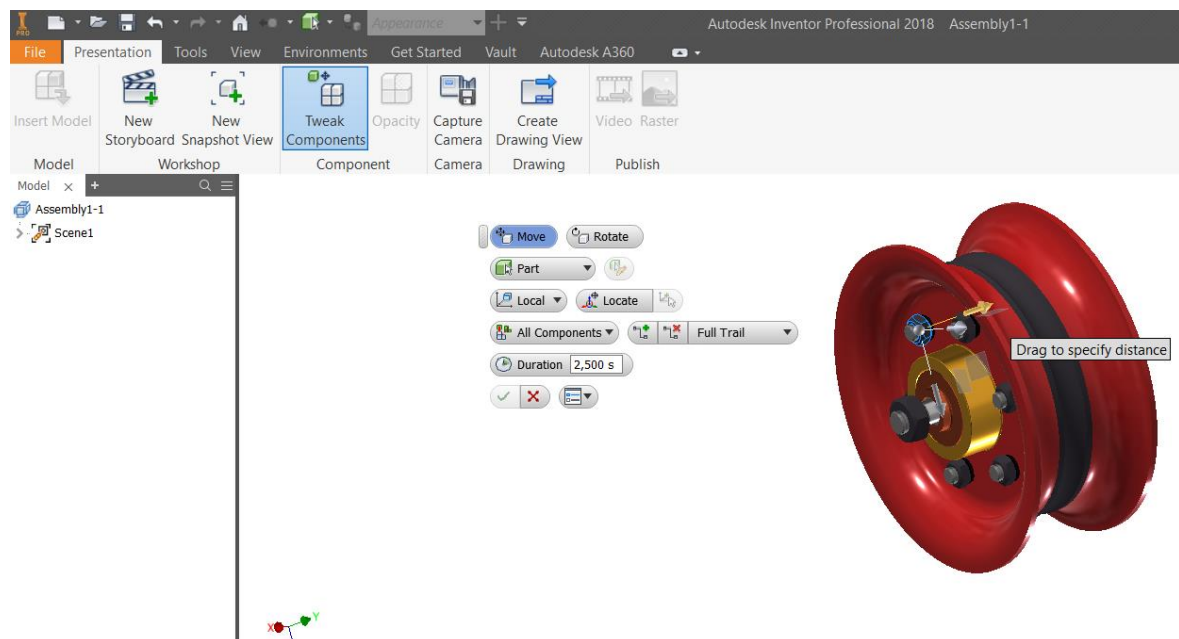 PRO
Appearance
Autodesk Inventor Professional 2018 Assembly1-1
File Presentation Tools View Environments Get Started Vault Autodesk A360
Insert Model
New Storyboard
New Snapshot View
Tweak Components
Opacity
Capture Camera
Create Drawing View
Video Raster
Model Workshop Component Camera Drawing Publish
Model x +
Assembly1-1
Scene1
Move Rotate
Part
Local Locate
All Components Full Trail
Duration 2,500 s
Drag to specify distance
X Y